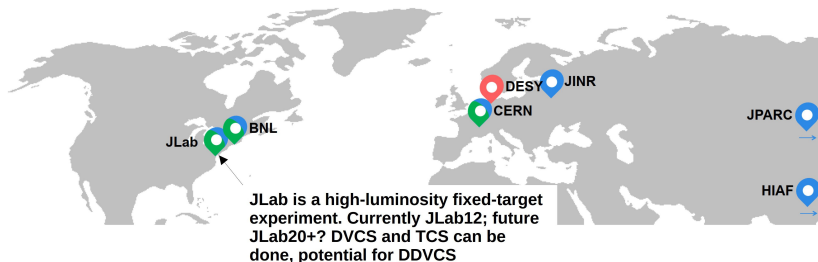 DESY
JINR
CERN
JPARC
BNL
JLab
HIAF
JLab is a high-luminosity fixed-target
experiment. Currently JLab12; future
JLab20+? DVCS and TCS can be
done, potential for DDVCS